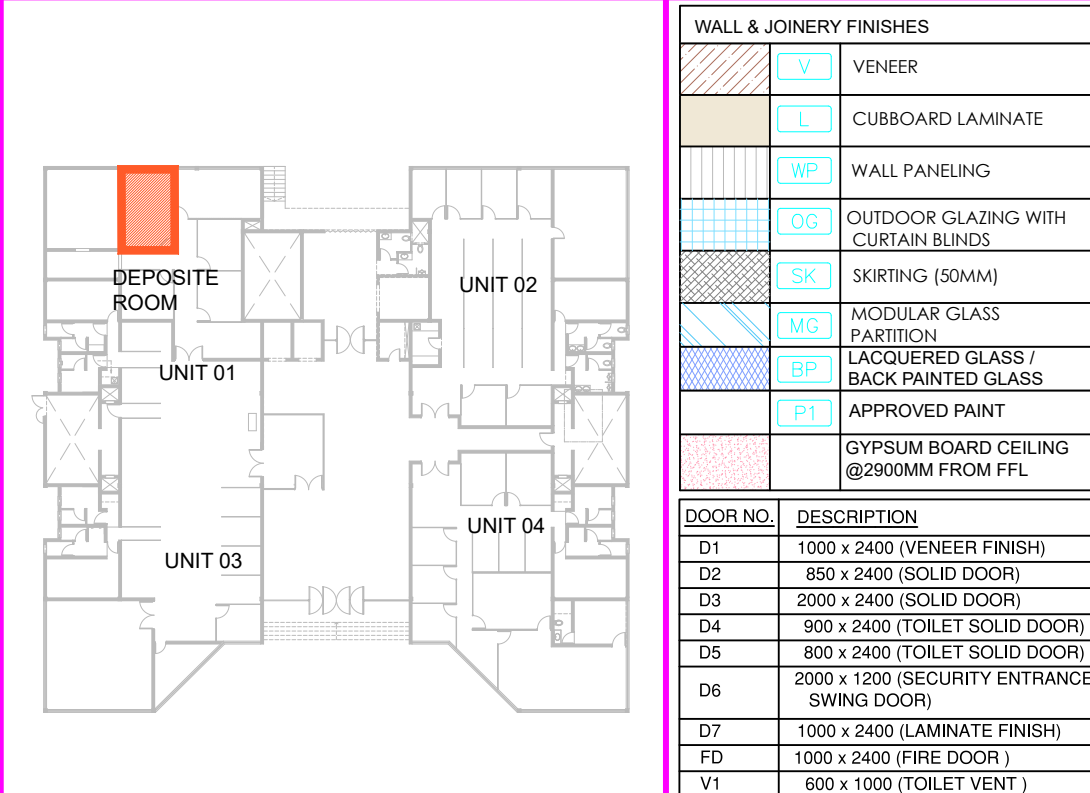 DEPOSITE
ROOM
UNIT 01
UNIT 02
UNIT 03
UNIT 04
WALL & JOINERY FINISHES
V VENEER
L CUBBOARD LAMINATE
WP WALL PANELING
OG OUTDOOR GLAZING WITH
CURTAIN BLINDS
SK SKIRTING (50MM)
MG MODULAR GLASS
PARTITION
BP LACQUERED GLASS /
BACK PAINTED GLASS
P1 APPROVED PAINT
GYPSUM BOARD CEILING
@2900MM FROM FFL
DOOR NO. DESCRIPTION
D1 1000 x 2400 (VENEER FINISH)
D2 850 x 2400 (SOLID DOOR)
D3 2000 x 2400 (SOLID DOOR)
D4 900 x 2400 (TOILET SOLID DOOR)
D5 800 x 2400 (TOILET SOLID DOOR)
D6 2000 x 1200 (SECURITY ENTRANCE
SWING DOOR)
D7 1000 x 2400 (LAMINATE FINISH)
FD 1000 x 2400 (FIRE DOOR )
V1 600 x 1000 (TOILET VENT )